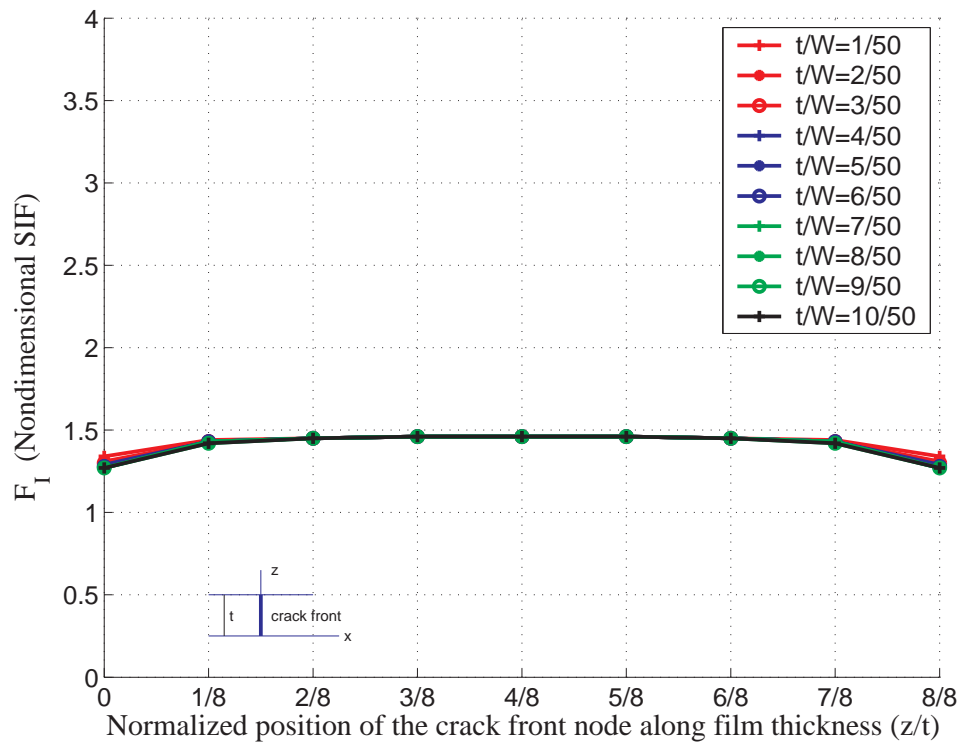 4
3.5
3
2.5
2
1.5
1
0.5
0
F_I (Nondimensional SIF)
t/W=1/50
t/W=2/50
t/W=3/50
t/W=4/50
t/W=5/50
t/W=6/50
t/W=7/50
t/W=8/50
t/W=9/50
t/W=10/50
z
t
crack front
x
0 1/8 2/8 3/8 4/8 5/8 6/8 7/8 8/8
Normalized position of the crack front node along film thickness (z/t)